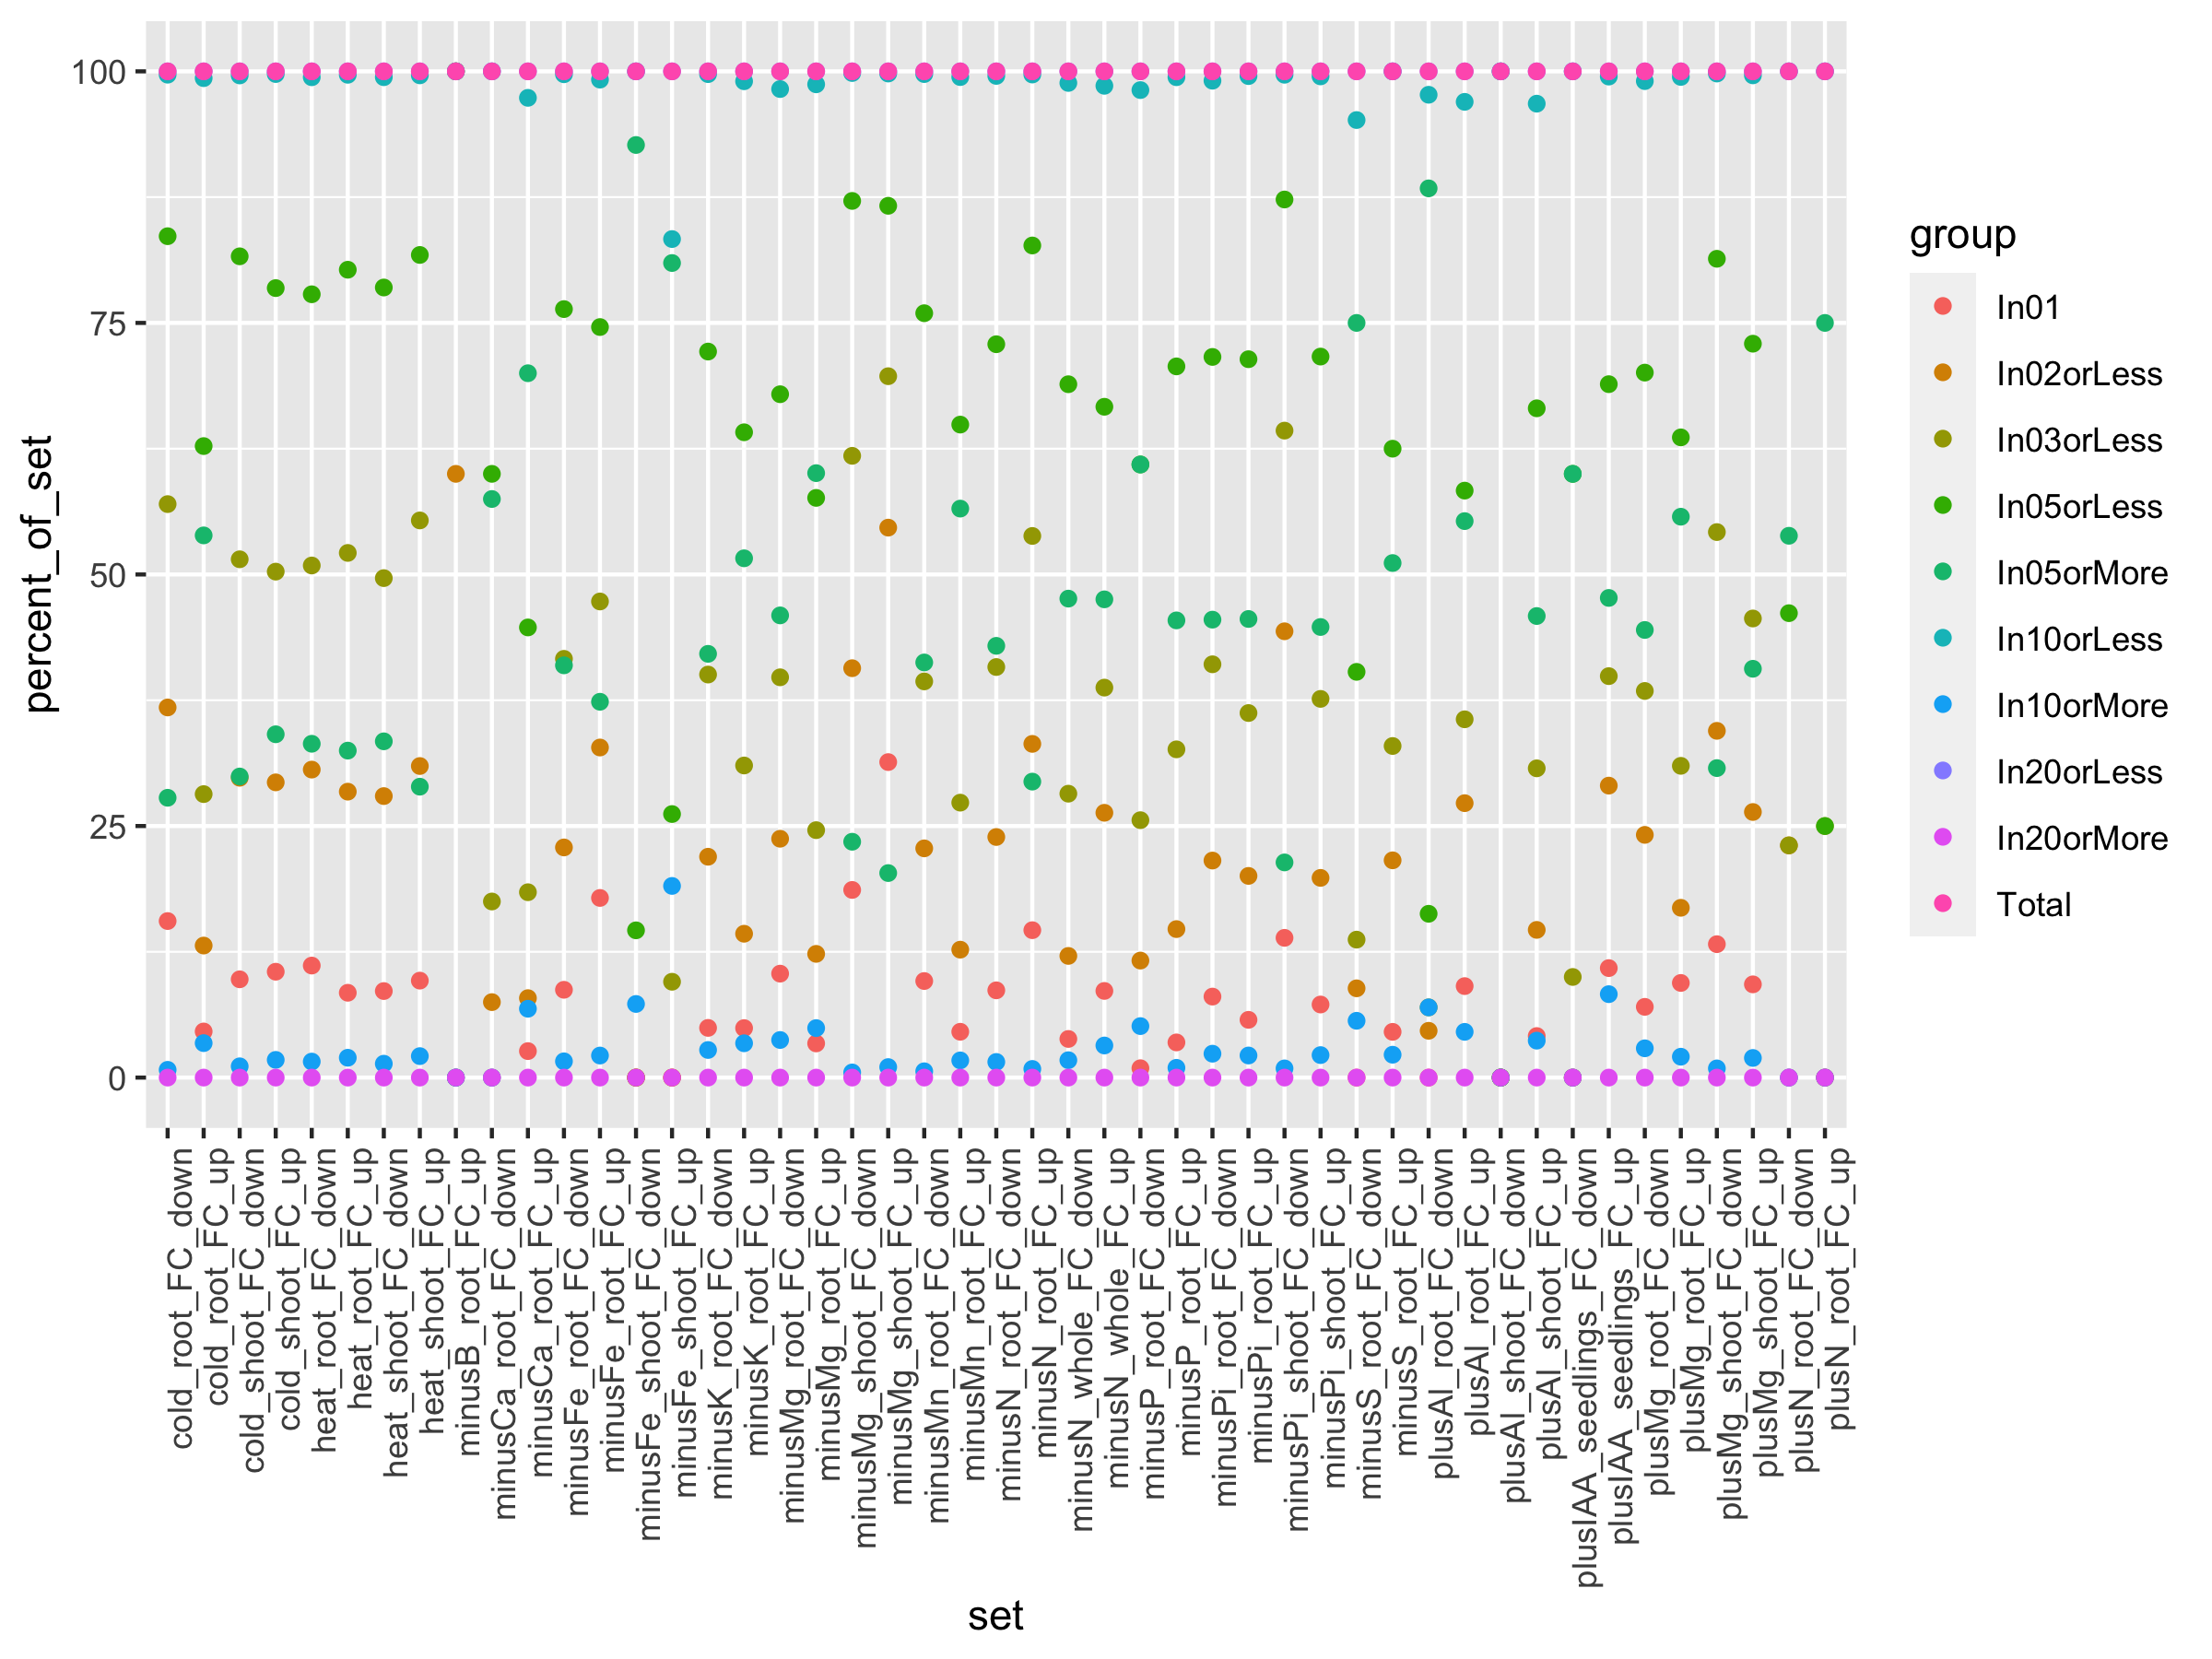 percent_of_set
100
75
50
25
0
cold_root_FC_down
cold_root_FC_up
cold_shoot_FC_down
cold_shoot_FC_up
heat_root_FC_down
heat_root_FC_up
heat_shoot_FC_down
heat_shoot_FC_up
minusB_root_FC_up
minusCa_root_FC_down
minusCa_root_FC_up
minusFe_root_FC_down
minusFe_root_FC_up
minusFe_shoot_FC_down
minusFe_shoot_FC_up
minusK_root_FC_down
minusK_root_FC_up
minusMg_root_FC_down
minusMg_root_FC_up
minusMg_shoot_FC_down
minusMg_shoot_FC_up
minusMn_root_FC_down
minusMn_root_FC_up
minusN_root_FC_down
minusN_root_FC_up
minusN_whole_FC_down
minusN_whole_FC_up
minusP_root_FC_down
minusP_root_FC_up
minusPi_root_FC_down
minusPi_root_FC_up
minusPi_shoot_FC_down
minusPi_shoot_FC_up
minusS_root_FC_down
minusS_root_FC_up
plusAl_root_FC_down
plusAl_root_FC_up
plusAl_shoot_FC_down
plusAl_shoot_FC_up
plusIAA_seedlings_FC_down
plusIAA_seedlings_FC_up
plusMg_root_FC_down
plusMg_root_FC_up
plusMg_shoot_FC_down
plusMg_shoot_FC_up
plusN_root_FC_down
plusN_root_FC_up
set
group
In01
In02orLess
In03orLess
In05orLess
In05orMore
In10orLess
In10orMore
In20orLess
In20orMore
Total